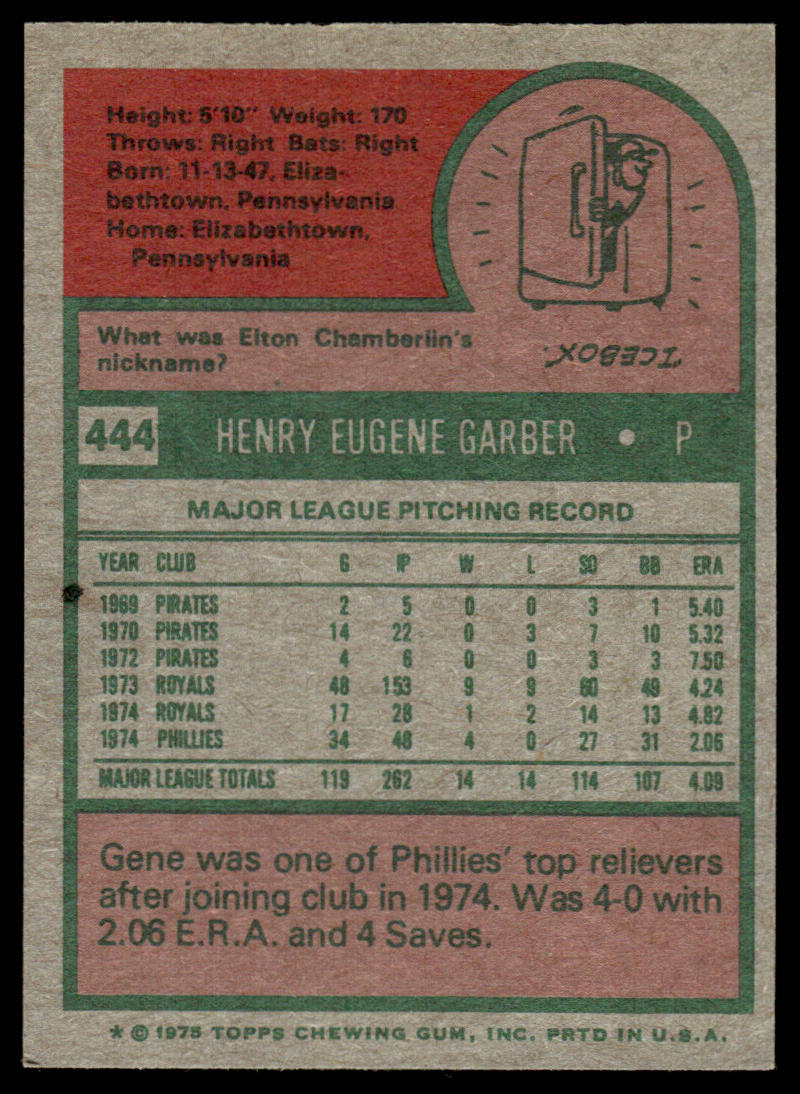 Height: 5'10" Weight: 170
Throws: Right Bats: Right
Born: 11-13-47, Eliza-
bethtown, Pennsylvania
Home: Elizabethtown,
Pennsylvania
What was Elton Chamberlin's
nickname?
"ICEBOX".
444 HENRY EUGENE GARBER • P
MAJOR LEAGUE PITCHING RECORD
YEAR CLUB G IP W L SO BB ERA
1969 PIRATES 2 5 0 0 3 1 5.40
1970 PIRATES 14 22 0 3 7 10 5.32
1972 PIRATES 4 6 0 0 3 3 7.50
1973 ROYALS 48 153 9 9 60 49 4.24
1974 ROYALS 17 28 1 2 14 13 4.82
1974 PHILLIES 34 48 4 0 27 31 2.06
MAJOR LEAGUE TOTALS 119 262 14 14 114 107 4.09
Gene was one of Phillies' top relievers
after joining club in 1974. Was 4-0 with
2.06 E.R.A. and 4 Saves.
* © 1975 TOPPS CHEWING GUM, INC. PRTD IN U.S.A.